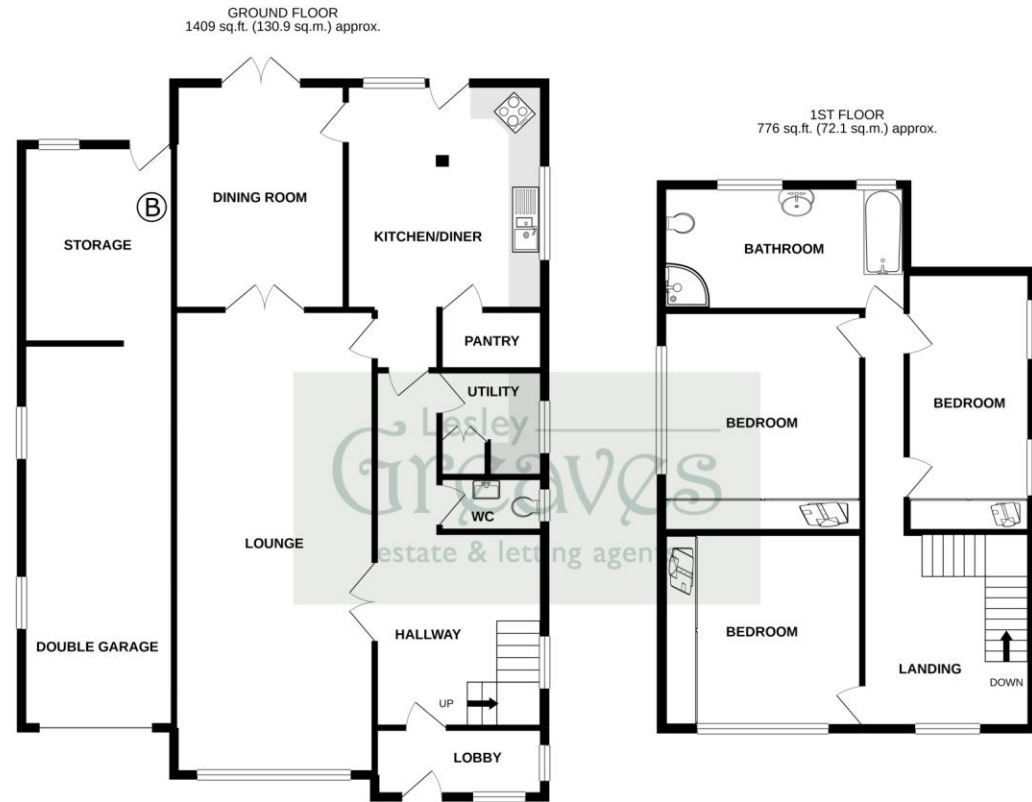 GROUND FLOOR
1409 sq.ft. (130.9 sq.m.) approx.
1ST FLOOR
776 sq.ft. (72.1 sq.m.) approx.
DINING ROOM
B
STORAGE
KITCHEN/DINER
PANTRY
UTILITY
WC
LOUNGE
HALLWAY
DOUBLE GARAGE
UP
LOBBY
BATHROOM
BEDROOM
BEDROOM
BEDROOM
LANDING
DOWN
Lesley
Greaves
estate & letting agents